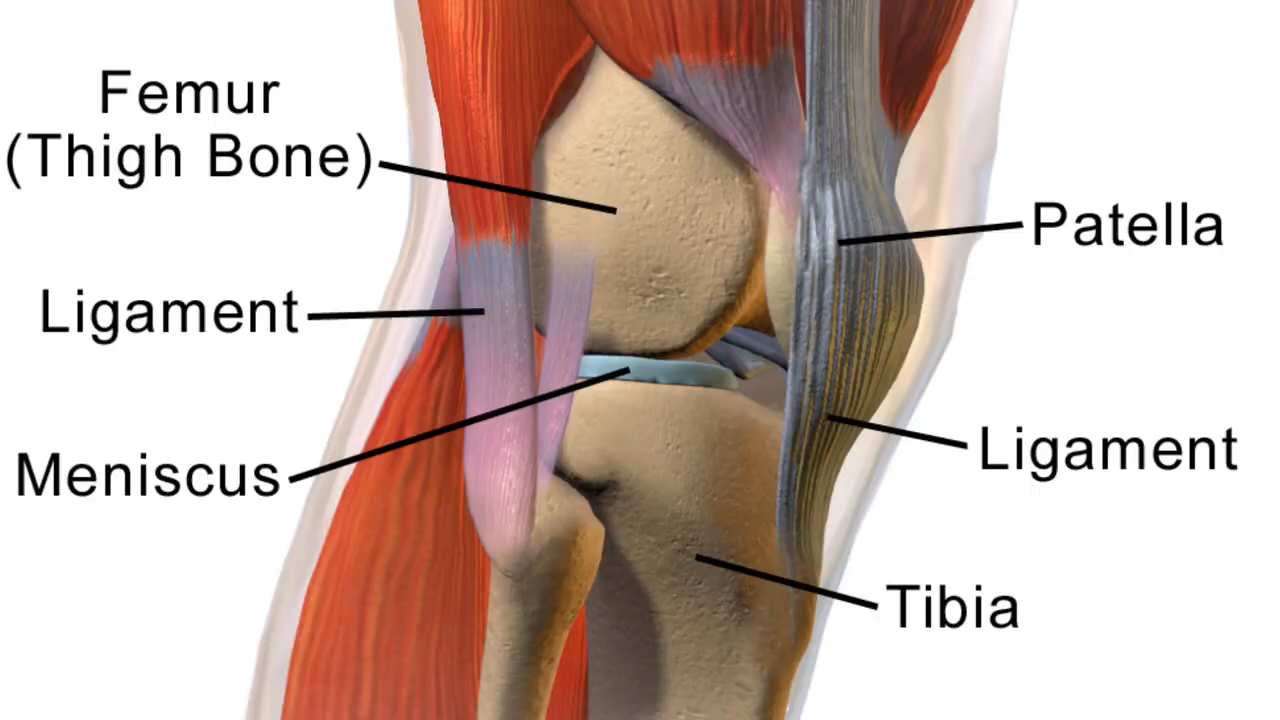 Femur
(Thigh Bone)
Patella
Ligament
Meniscus
Ligament
Tibia